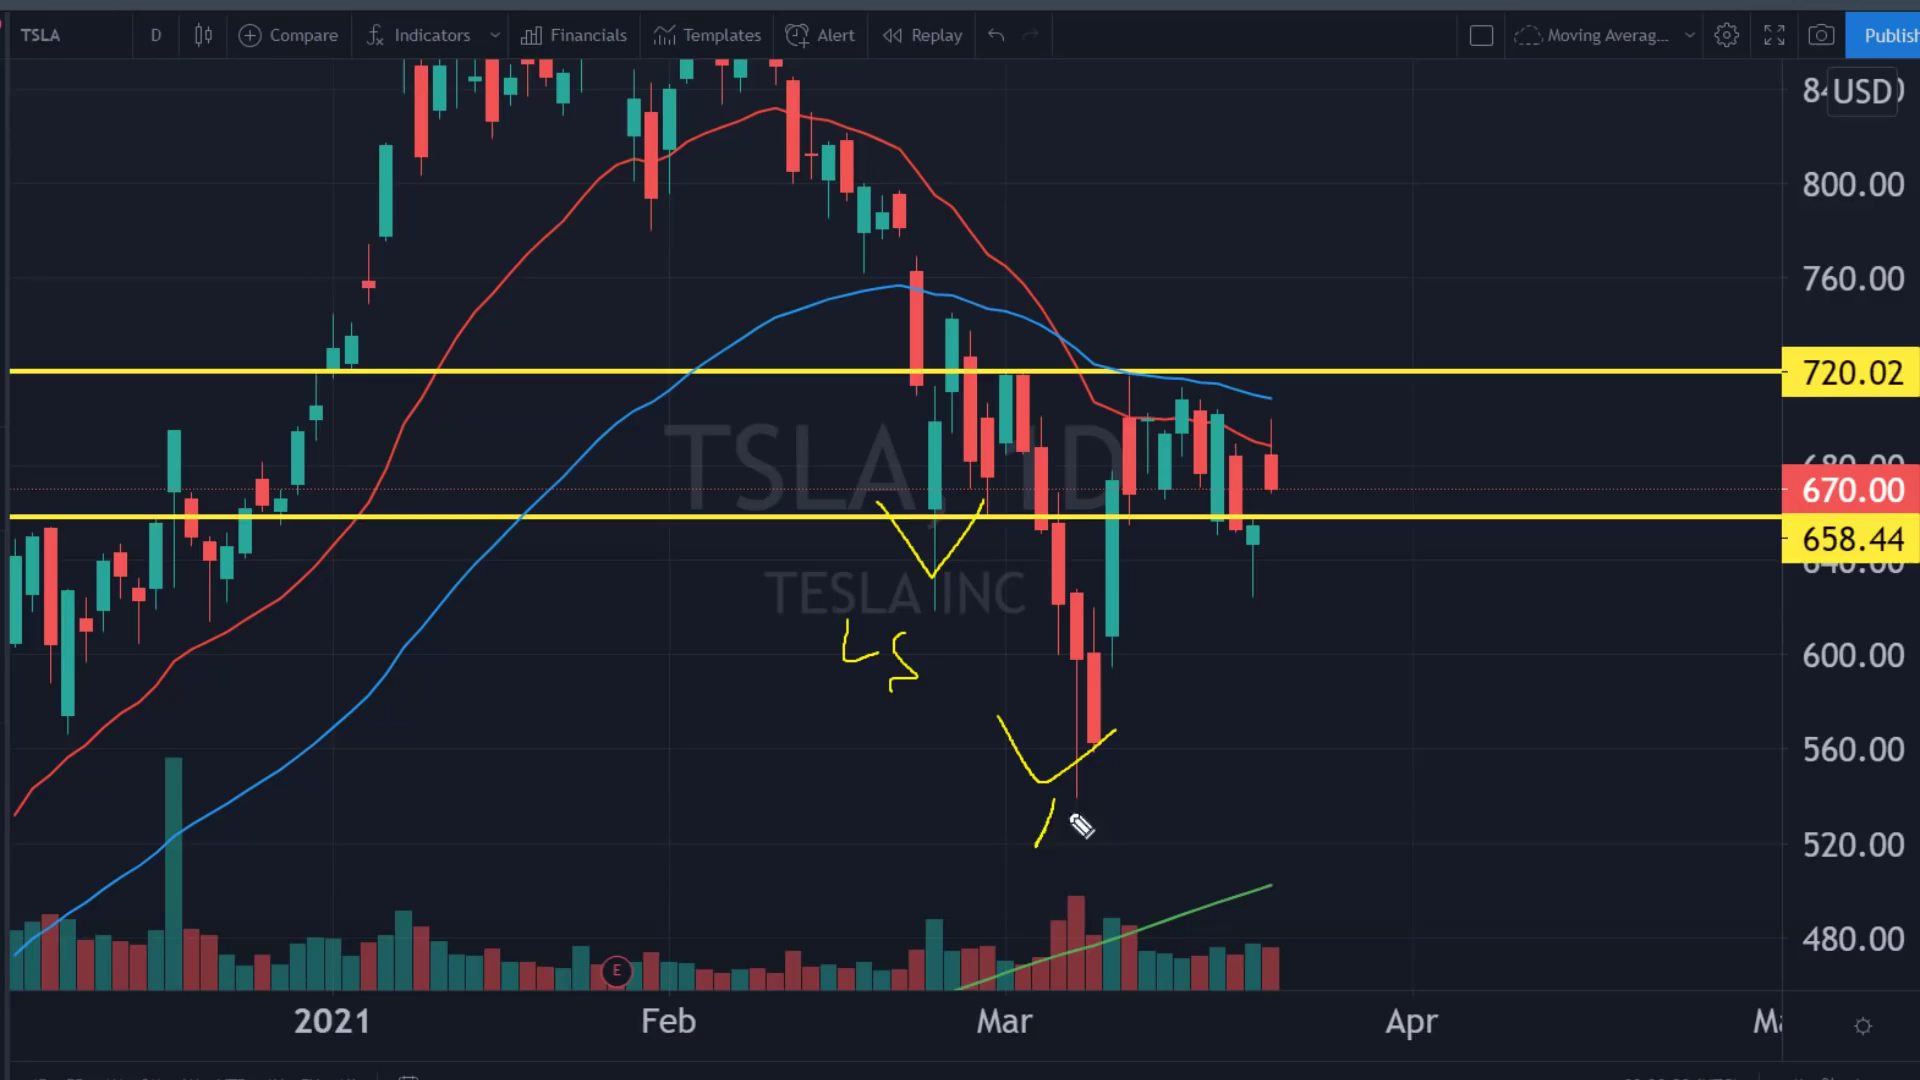 TSLA D Compare Indicators Financials Templates Alert Replay Moving Averag... Publish
USD
800.00
760.00
720.02
TSLA, 1D
670.00
658.44
TESLA INC
LS
600.00
560.00
520.00
480.00
E
2021 Feb Mar Apr